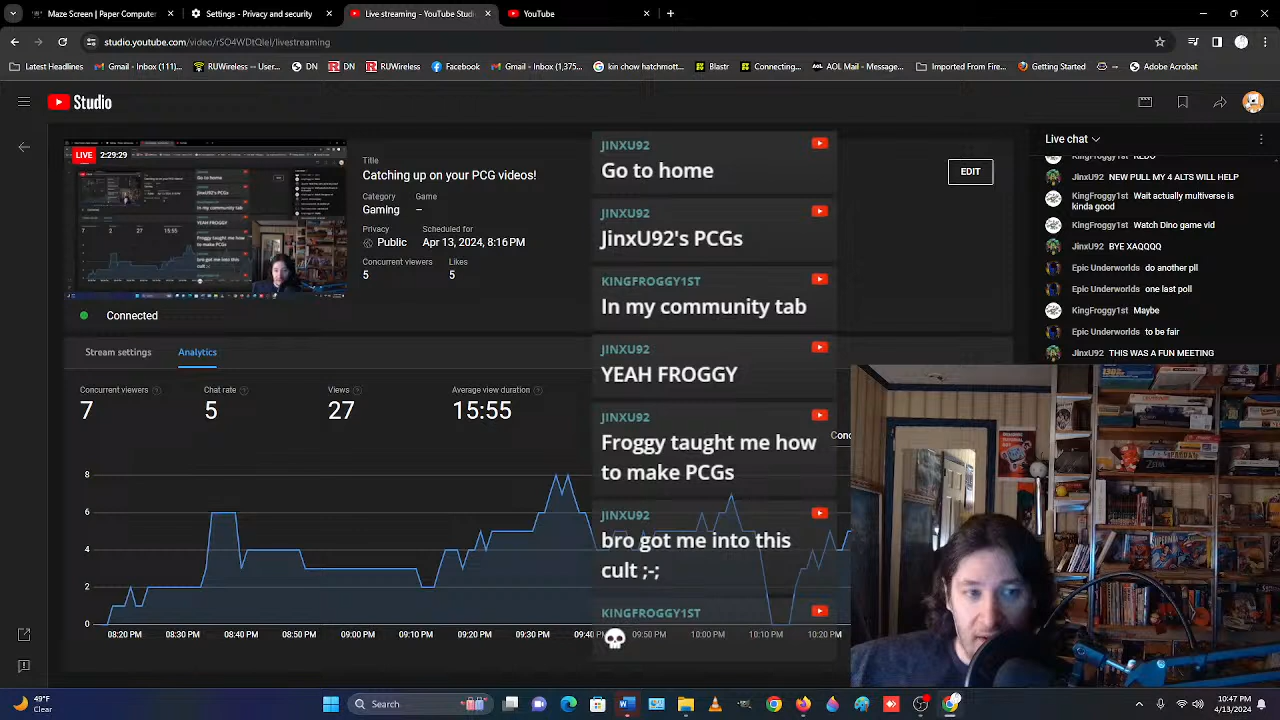 Maze Screen | Paper Computer
Settings - Privacy and security
Live streaming - YouTube Studi
YouTube
studio.youtube.com/video/rSO4WDtQIeI/livestreaming
Latest Headlines
Gmail - Inbox (111)...
RUWireless -- User...
DN
DN
RUWireless
Facebook
Gmail - Inbox (1,375...
kin chow hatchmott...
Blastr
Connecting...
AOL Mail - Message...
Imported From Fire...
Getting Started
--
Adobe Acrobat
Studio
LIVE 2:29:29
Title
Catching up on your PCG videos!
Category
Gaming
Game
–
Privacy
Public
Scheduled for
Apr 13, 2024, 8:16 PM
Concurrent viewers
5
Likes
5
EDIT
Connected
Stream settings
Analytics
Concurrent viewers
7
Chat rate
5
Views
27
Average view duration
15:55
8
6
4
2
0
08:20 PM 08:30 PM 08:40 PM 08:50 PM 09:00 PM 09:10 PM 09:20 PM 09:30 PM 09:40 P 09:50 PM 10:00 PM 10:10 PM 10:20 PM
JINXU92
Go to home
JINXU92
JinxU92's PCGs
KINGFROGGY1ST
In my community tab
JINXU92
YEAH FROGGY
JINXU92
Froggy taught me how
to make PCGs
JINXU92
bro got me into this
cult ;-;
KINGFROGGY1ST
💀
Live chat
JinxU92 NEW PULL MY 4 ALTS WILL HELP
KingFroggy1st Wait scratch multiverse is
kinda good
KingFroggy1st Watch Dino game vid
JinxU92 BYE XAQQQQ
Epic Underworlds do another pll
Epic Underworlds one last poll
KingFroggy1st Maybe
Epic Underworlds to be fair
JinxU92 THIS WAS A FUN MEETING
49°F
Clear
Search
10:47 PM
4/13/2024